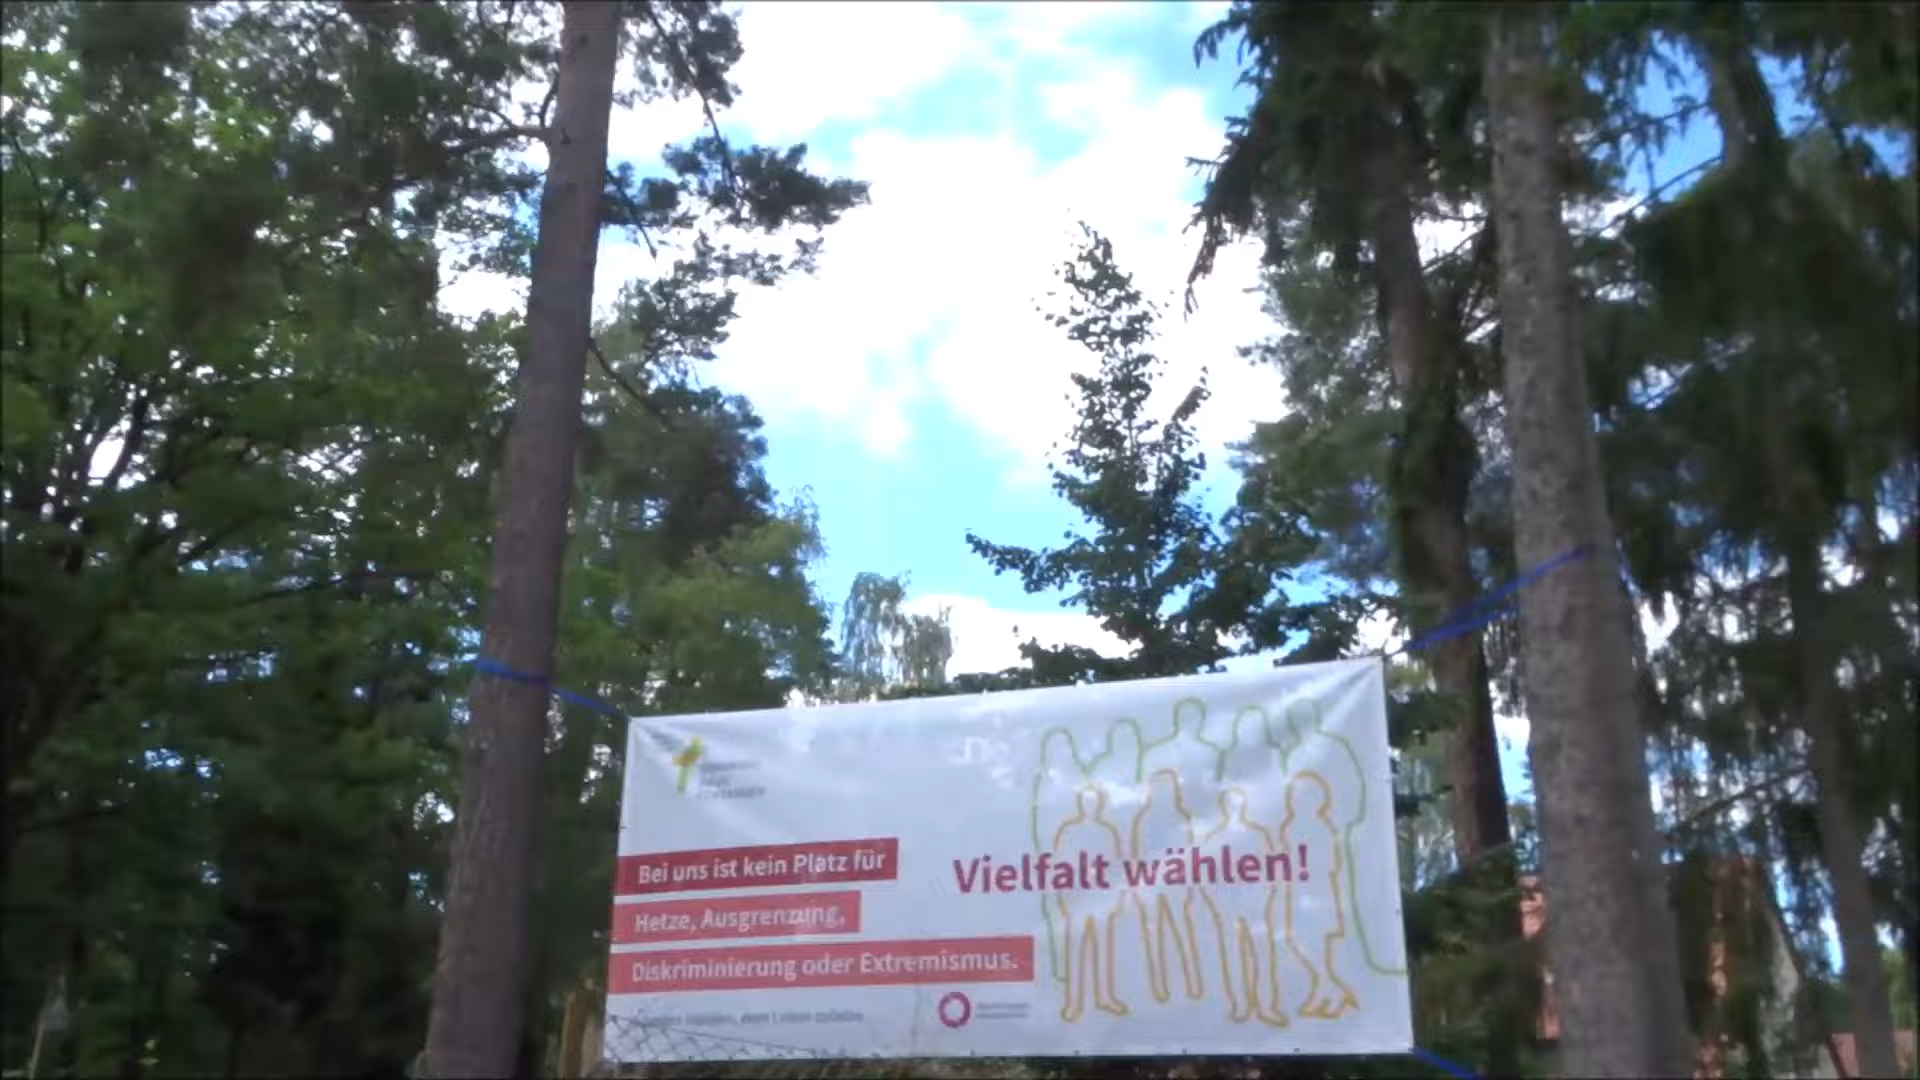 Bei uns ist kein Platz für
Hetze, Ausgrenzung,
Diskriminierung oder Extremismus.
Vielfalt wählen!